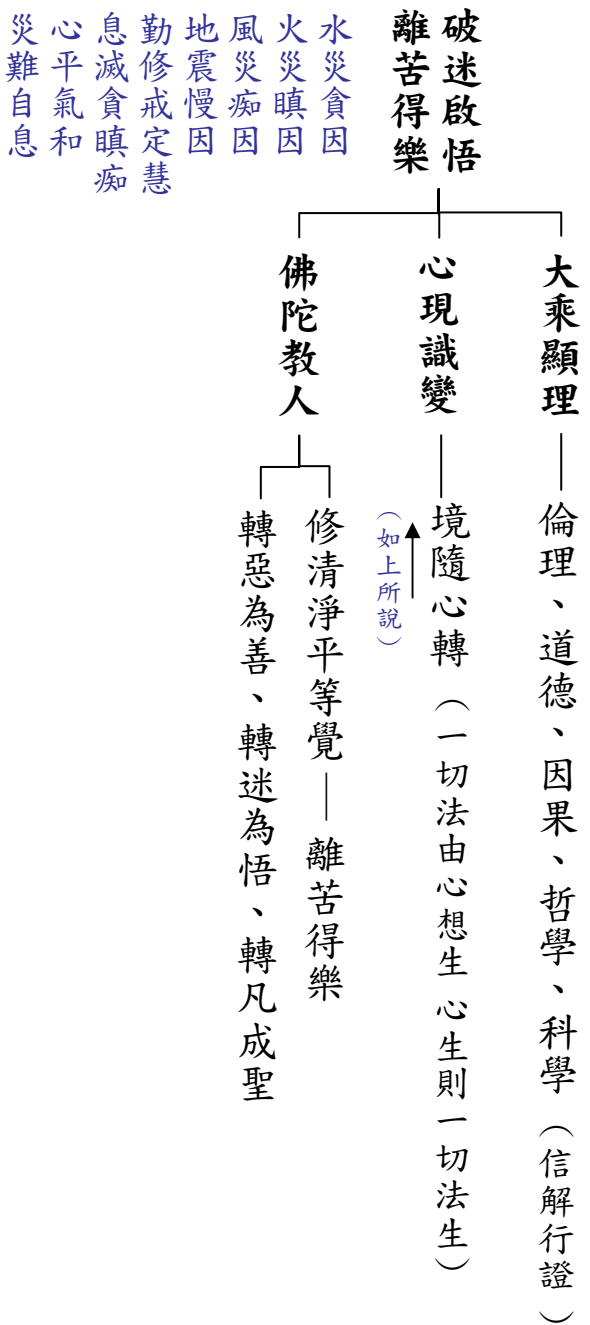 破迷啟悟
離苦得樂
大乘顯理
倫理、道德、因果、哲學、科學（信解行證）
心現識變
境隨心轉（一切法由心想生 心生則一切法生）
（如上所說）
佛陀教人
修清淨平等覺
離苦得樂
轉惡為善、轉迷為悟、轉凡成聖
水災貪因
火災瞋因
風災痴因
地震慢因
勤修戒定慧
息滅貪瞋痴
心平氣和
災難自息